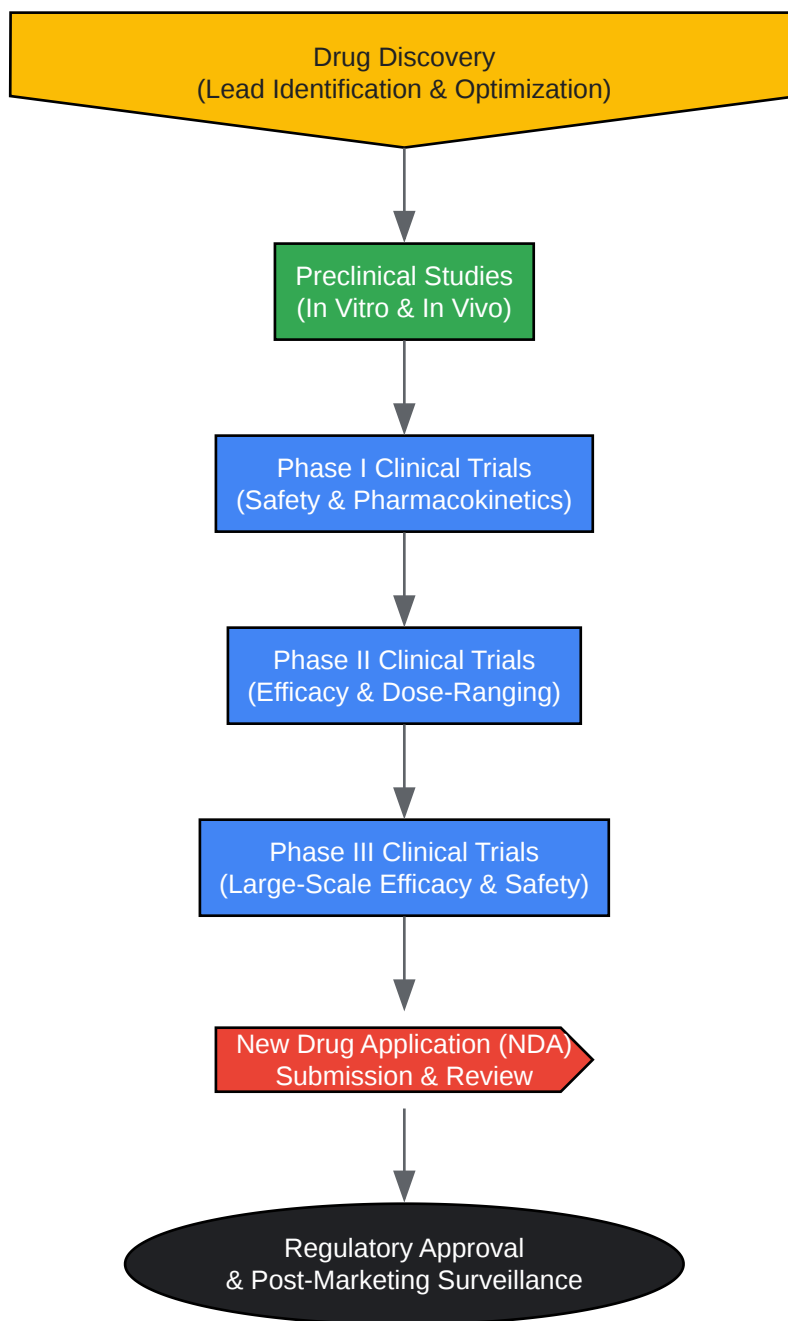 Drug Discovery
(Lead Identification & Optimization)
Preclinical Studies
(In Vitro & In Vivo)
Phase I Clinical Trials
(Safety & Pharmacokinetics)
Phase II Clinical Trials
(Efficacy & Dose-Ranging)
Phase III Clinical Trials
(Large-Scale Efficacy & Safety)
New Drug Application (NDA)
Submission & Review
Regulatory Approval
& Post-Marketing Surveillance